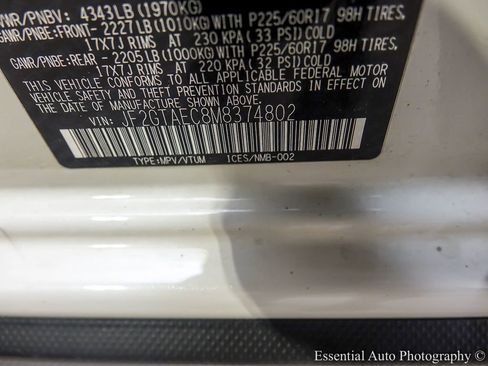 VWR/PNBV: 4343LB (1970KG)
GAWR/PNBE-FRONT- 2227LB (1010KG) WITH P225/60R17 98H TIRES,
17X7J RIMS AT 230 KPA ( 33 PSI) COLD
GAWR/PNBE-REAR - 2205LB (1000KG) WITH P225/60R17 98H TIRES,
17X7J RIMS AT 220 KPA ( 32 PSI) COLD
THIS VEHICLE CONFORMS TO ALL APPLICABLE FEDERAL MOTOR
VEHICLE SAFETY AND THEFT PREVENTION STANDARDS IN EFFECT ON
THE DATE OF MANUFACTURE SHOWN ABOVE.
VIN: JF2GTAEC8M8374802
TYPE:MPV/VTUM ICES/NMB-002
Essential Auto Photography ©